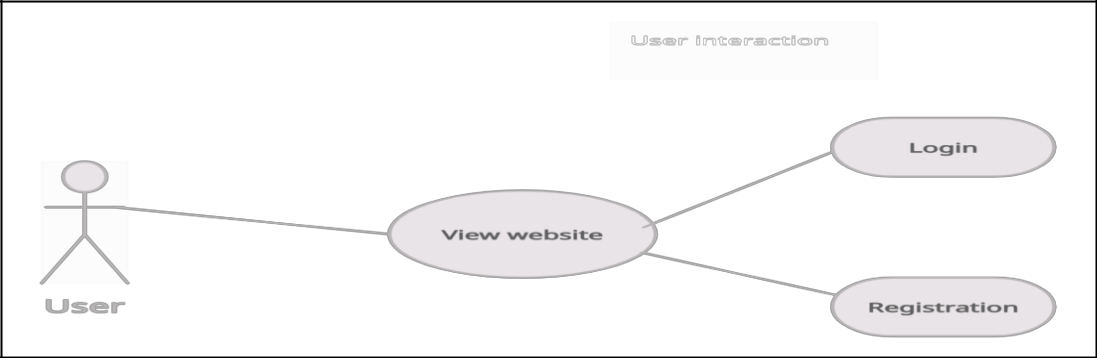 User interaction
Login
View website
Registration
User